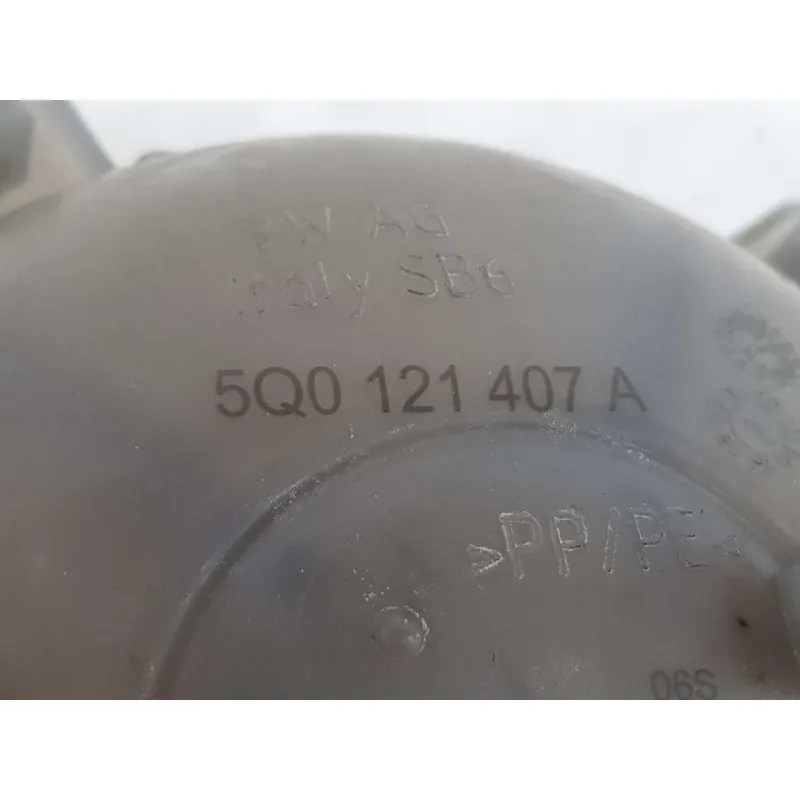 VW AG
Italy SB6
5Q0 121 407 A
>PP/PE<
06S